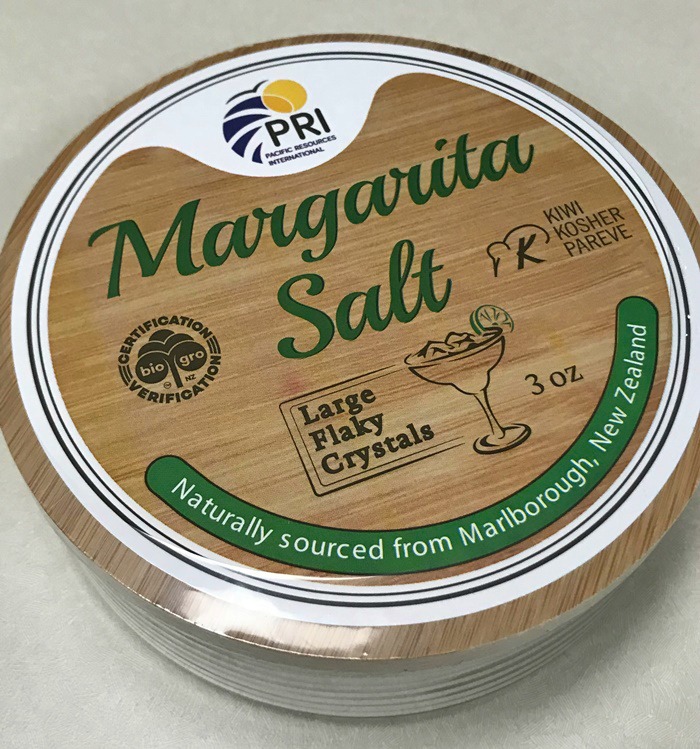 PRI
PACIFIC RESOURCES
INTERNATIONAL
Margarita
Salt
KIWI
KOSHER
PAREVE
K
CERTIFICATION
bio gro
NZ
VERIFICATION
Large
Flaky
Crystals
3 oz
Naturally sourced from Marlborough, New Zealand